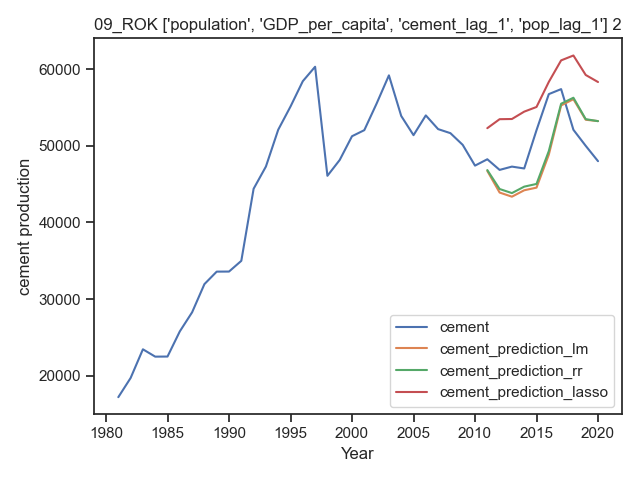 09_ROK ['population', 'GDP_per_capita', 'cement_lag_1', 'pop_lag_1'] 2
60000
50000
40000
30000
20000
cement production
1980 1985 1990 1995 2000 2005 2010 2015 2020
Year
cement
cement_prediction_lm
cement_prediction_rr
cement_prediction_lasso